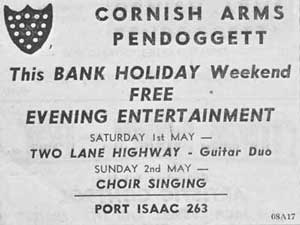 CORNISH ARMS
PENDOGGETT
This BANK HOLIDAY Weekend
FREE
EVENING ENTERTAINMENT
SATURDAY 1st MAY —
TWO LANE HIGHWAY - Guitar Duo
SUNDAY 2nd MAY —
CHOIR SINGING
PORT ISAAC 263
68A17